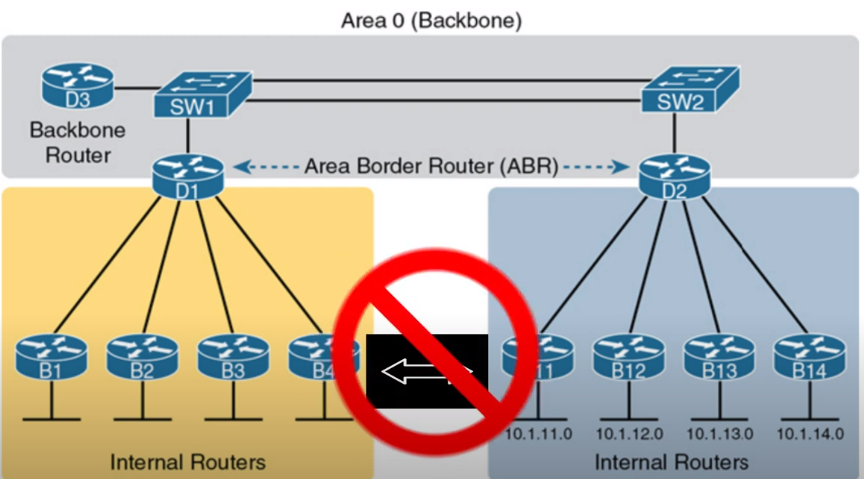 Area 0 (Backbone)
D3
SW1
SW2
Backbone
Router
Area Border Router (ABR)
D1
D2
B1
B2
B3
B4
11
B12
B13
B14
10.1.11.0
10.1.12.0
10.1.13.0
10.1.14.0
Internal Routers
Internal Routers